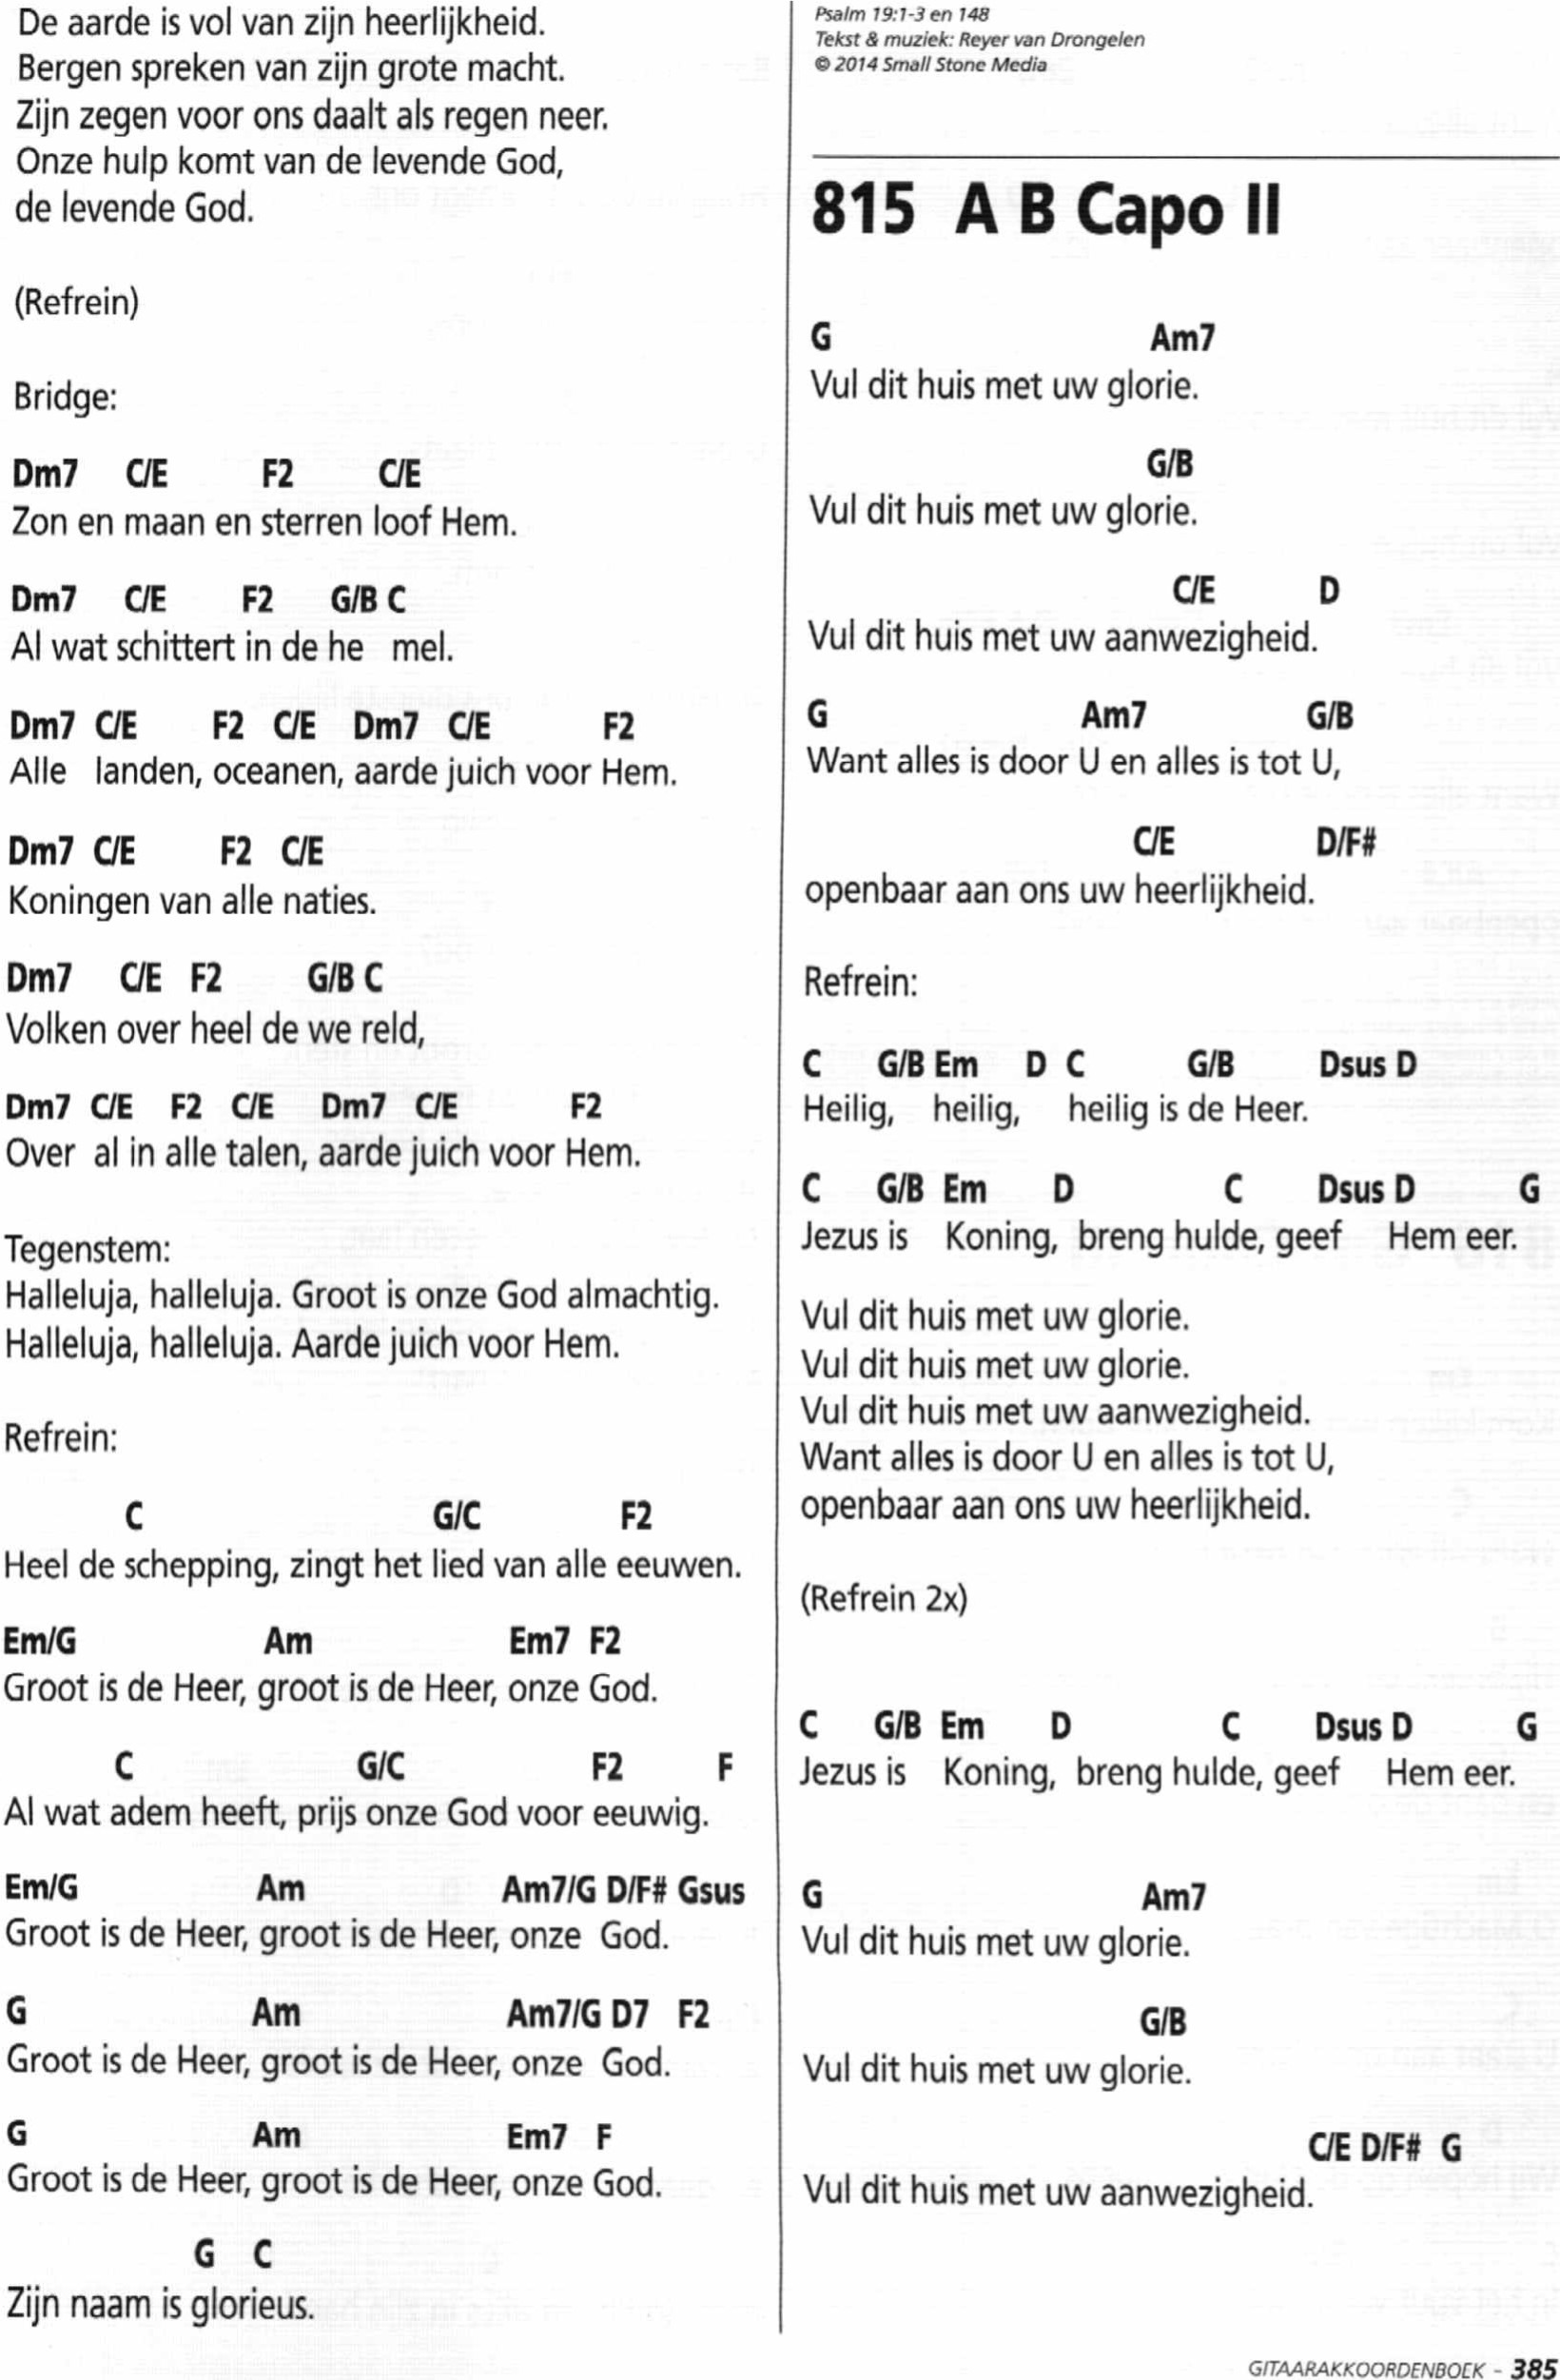 De aarde is vol van zijn heerlijkheid.
Bergen spreken van zijn grote macht.
Zijn zegen voor ons daalt als regen neer.
Onze hulp komt van de levende God,
de levende God.
(Refrein)
Bridge:
Dm7 C/E F2 C/E
Zon en maan en sterren loof Hem.
Dm7 C/E F2 G/B C
Al wat schittert in de he mel.
Dm7 C/E F2 C/E Dm7 C/E F2
Alle landen, oceanen, aarde juich voor Hem.
Dm7 C/E F2 C/E
Koningen van alle naties.
Dm7 C/E F2 G/B C
Volken over heel de we reld,
Dm7 C/E F2 C/E Dm7 C/E F2
Over al in alle talen, aarde juich voor Hem.
Tegenstem:
Halleluja, halleluja. Groot is onze God almachtig.
Halleluja, halleluja. Aarde juich voor Hem.
Refrein:
C G/C F2
Heel de schepping, zingt het lied van alle eeuwen.
Em/G Am Em7 F2
Groot is de Heer, groot is de Heer, onze God.
C G/C F2 F
Al wat adem heeft, prijs onze God voor eeuwig.
Em/G Am Am7/G D/F# Gsus
Groot is de Heer, groot is de Heer, onze God.
G Am Am7/G D7 F2
Groot is de Heer, groot is de Heer, onze God.
G Am Em7 F
Groot is de Heer, groot is de Heer, onze God.
G C
Zijn naam is glorieus.
Psalm 19:1-3 en 148
Tekst & muziek: Reyer van Drongelen
© 2014 Small Stone Media
815 A B Capo II
G Am7
Vul dit huis met uw glorie.
G/B
Vul dit huis met uw glorie.
C/E D
Vul dit huis met uw aanwezigheid.
G Am7 G/B
Want alles is door U en alles is tot U,
C/E D/F#
openbaar aan ons uw heerlijkheid.
Refrein:
C G/B Em D C G/B Dsus D
Heilig, heilig, heilig is de Heer.
C G/B Em D C Dsus D G
Jezus is Koning, breng hulde, geef Hem eer.
Vul dit huis met uw glorie.
Vul dit huis met uw glorie.
Vul dit huis met uw aanwezigheid.
Want alles is door U en alles is tot U,
openbaar aan ons uw heerlijkheid.
(Refrein 2x)
C G/B Em D C Dsus D G
Jezus is Koning, breng hulde, geef Hem eer.
G Am7
Vul dit huis met uw glorie.
G/B
Vul dit huis met uw glorie.
C/E D/F# G
Vul dit huis met uw aanwezigheid.
GITAARAKKOORDENBOEK - 385